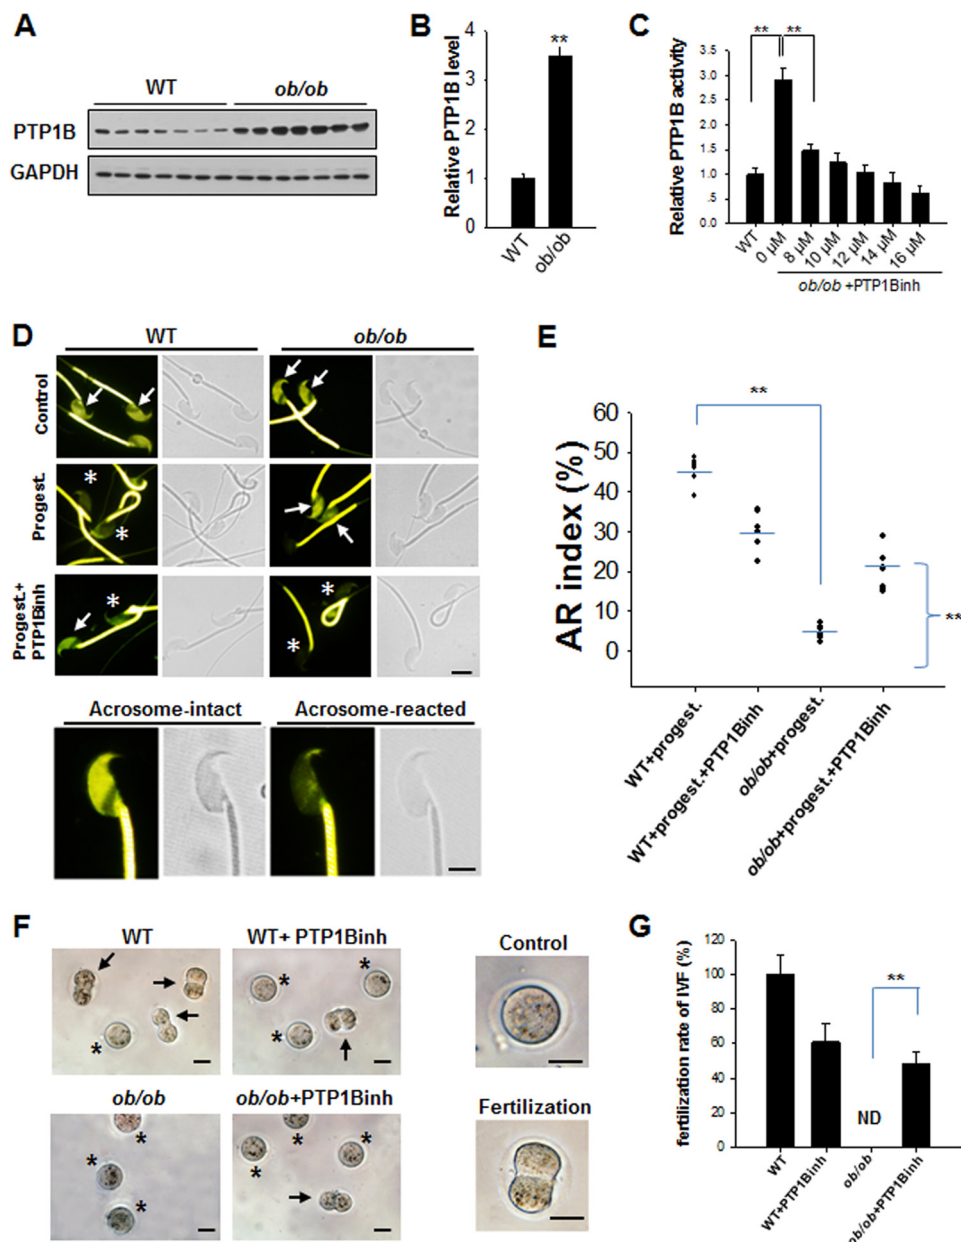 A
WT
ob/ob
PTP1B
GAPDH
B
Relative PTP1B level
4
3
2
1
0
**
WT
ob/ob
C
Relative PTP1B activity
3.5
3.0
2.5
2.0
1.5
1.0
.5
0.0
** **
WT
0 µM
8 µM
10 µM
12 µM
14 µM
16 µM
ob/ob +PTP1Binh
D
WT
ob/ob
Control
Progest.
* *
Progest.+
PTP1Binh
* * *
Acrosome-intact
Acrosome-reacted
E
AR index (%)
60
50
40
30
20
10
0
**
**
WT+progest.
WT+progest.+PTP1Binh
ob/ob+progest.
ob/ob+progest.+PTP1Binh
F
WT
WT+ PTP1Binh
Control
* * * *
ob/ob
ob/ob+PTP1Binh
Fertilization
* * * * * *
G
fertilization rate of IVF (%)
120
100
80
60
40
20
0
**
ND
WT
WT+PTP1Binh
ob/ob
ob/ob+PTP1Binh